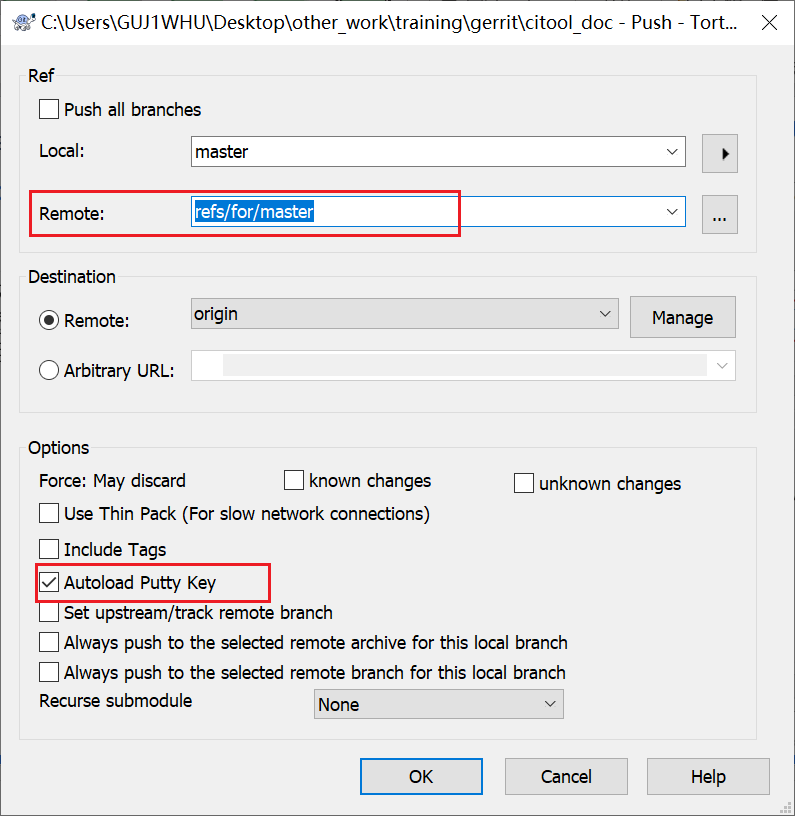 C:\Users\GUJ1WHU\Desktop\other_work\training\gerrit\citool_doc - Push - Tort...
Ref
Push all branches
Local: master
Remote: refs/for/master ...
Destination
Remote: origin Manage
Arbitrary URL:
Options
Force: May discard known changes unknown changes
Use Thin Pack (For slow network connections)
Include Tags
Autoload Putty Key
Set upstream/track remote branch
Always push to the selected remote archive for this local branch
Always push to the selected remote branch for this local branch
Recurse submodule None
OK Cancel Help